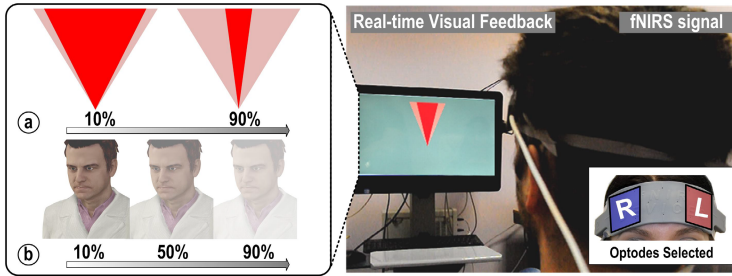 Real-time Visual Feedback
fNIRS signal
a
10%
90%
b
10%
50%
90%
R
L
Optodes Selected